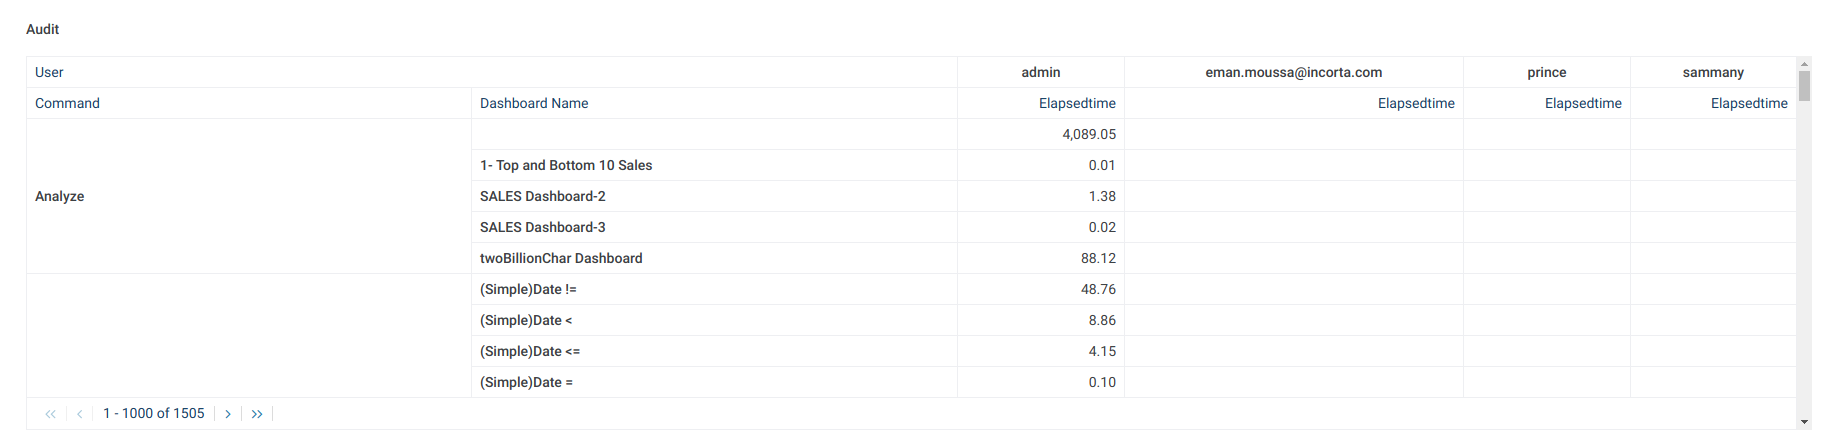 Audit
User admin eman.moussa@incorta.com prince sammany
Command Dashboard Name Elapsedtime Elapsedtime Elapsedtime Elapsedtime
4,089.05
1- Top and Bottom 10 Sales 0.01
Analyze SALES Dashboard-2 1.38
SALES Dashboard-3 0.02
twoBillionChar Dashboard 88.12
(Simple)Date != 48.76
(Simple)Date < 8.86
(Simple)Date <= 4.15
(Simple)Date = 0.10
1 - 1000 of 1505